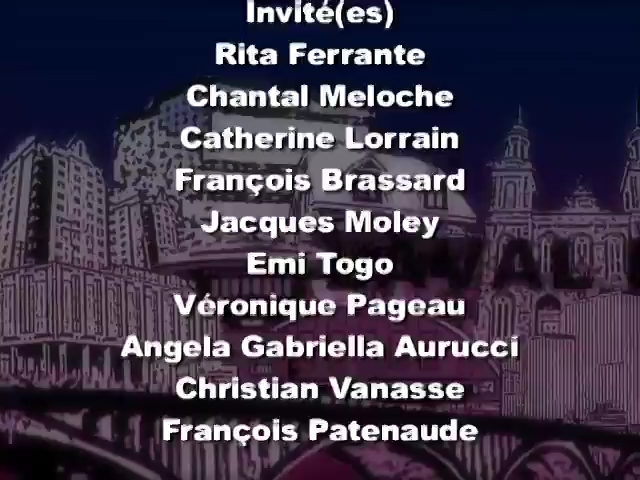 Invité(es)
Rita Ferrante
Chantal Meloche
Catherine Lorrain
François Brassard
Jacques Moley
Emi Togo
Véronique Pageau
Angela Gabriella Aurucci
Christian Vanasse
François Patenaude